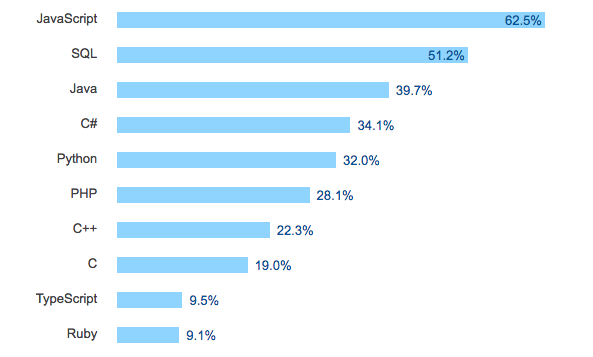 JavaScript 62.5%
SQL 51.2%
Java 39.7%
C# 34.1%
Python 32.0%
PHP 28.1%
C++ 22.3%
C 19.0%
TypeScript 9.5%
Ruby 9.1%